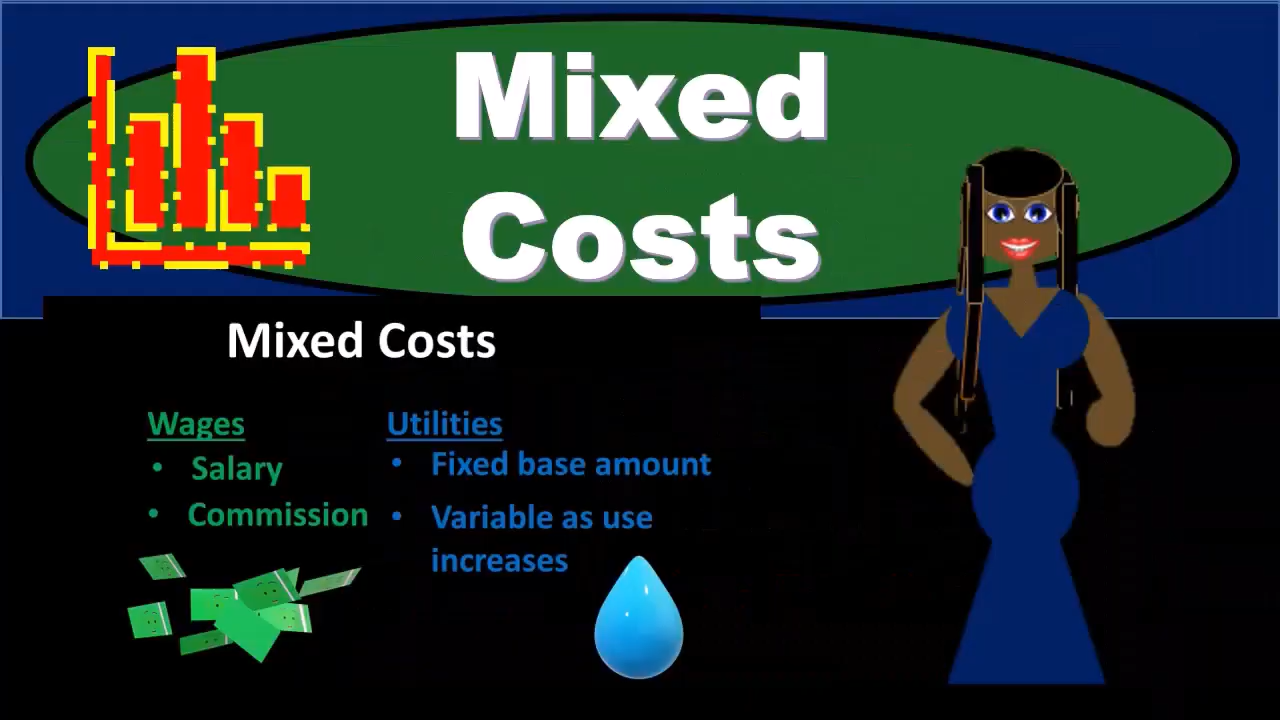 Mixed
Costs
Mixed Costs
Wages
• Salary
• Commission
Utilities
• Fixed base amount
• Variable as use
increases